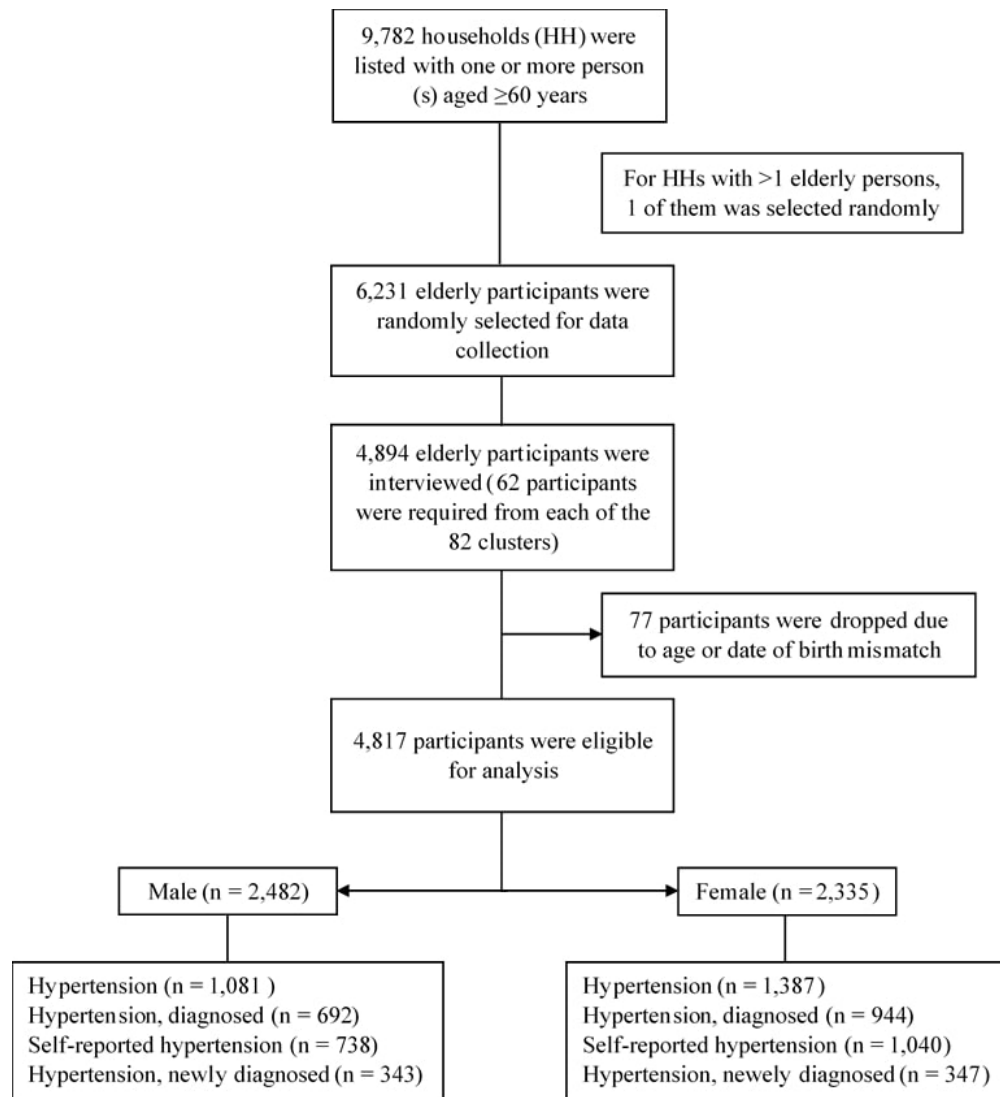 9,782 households (HH) were
listed with one or more person
(s) aged ≥60 years
For HHs with >1 elderly persons,
1 of them was selected randomly
6,231 elderly participants were
randomly selected for data
collection
4,894 elderly participants were
interviewed ( 62 participants
were required from each of the
82 clusters)
77 participants were dropped due
to age or date of birth mismatch
4,817 participants were eligible
for analysis
Male (n = 2,482)
Female (n = 2,335)
Hypertension (n = 1,081 )
Hypertension, diagnosed (n = 692)
Self-reported hypertension (n = 738)
Hypertension, newly diagnosed (n = 343)
Hypertension (n = 1,387)
Hypertension, diagnosed (n = 944)
Self-reported hypertension (n = 1,040)
Hypertension, newely diagnosed (n = 347)